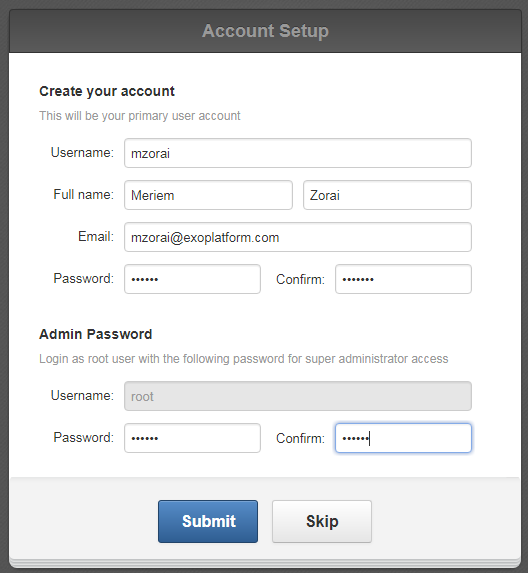 Account Setup
Create your account
This will be your primary user account
Username: mzorai
Full name: Meriem Zorai
Email: mzorai@exoplatform.com
Password: •••••• Confirm: •••••••
Admin Password
Login as root user with the following password for super administrator access
Username: root
Password: •••••• Confirm: ••••••
Submit Skip